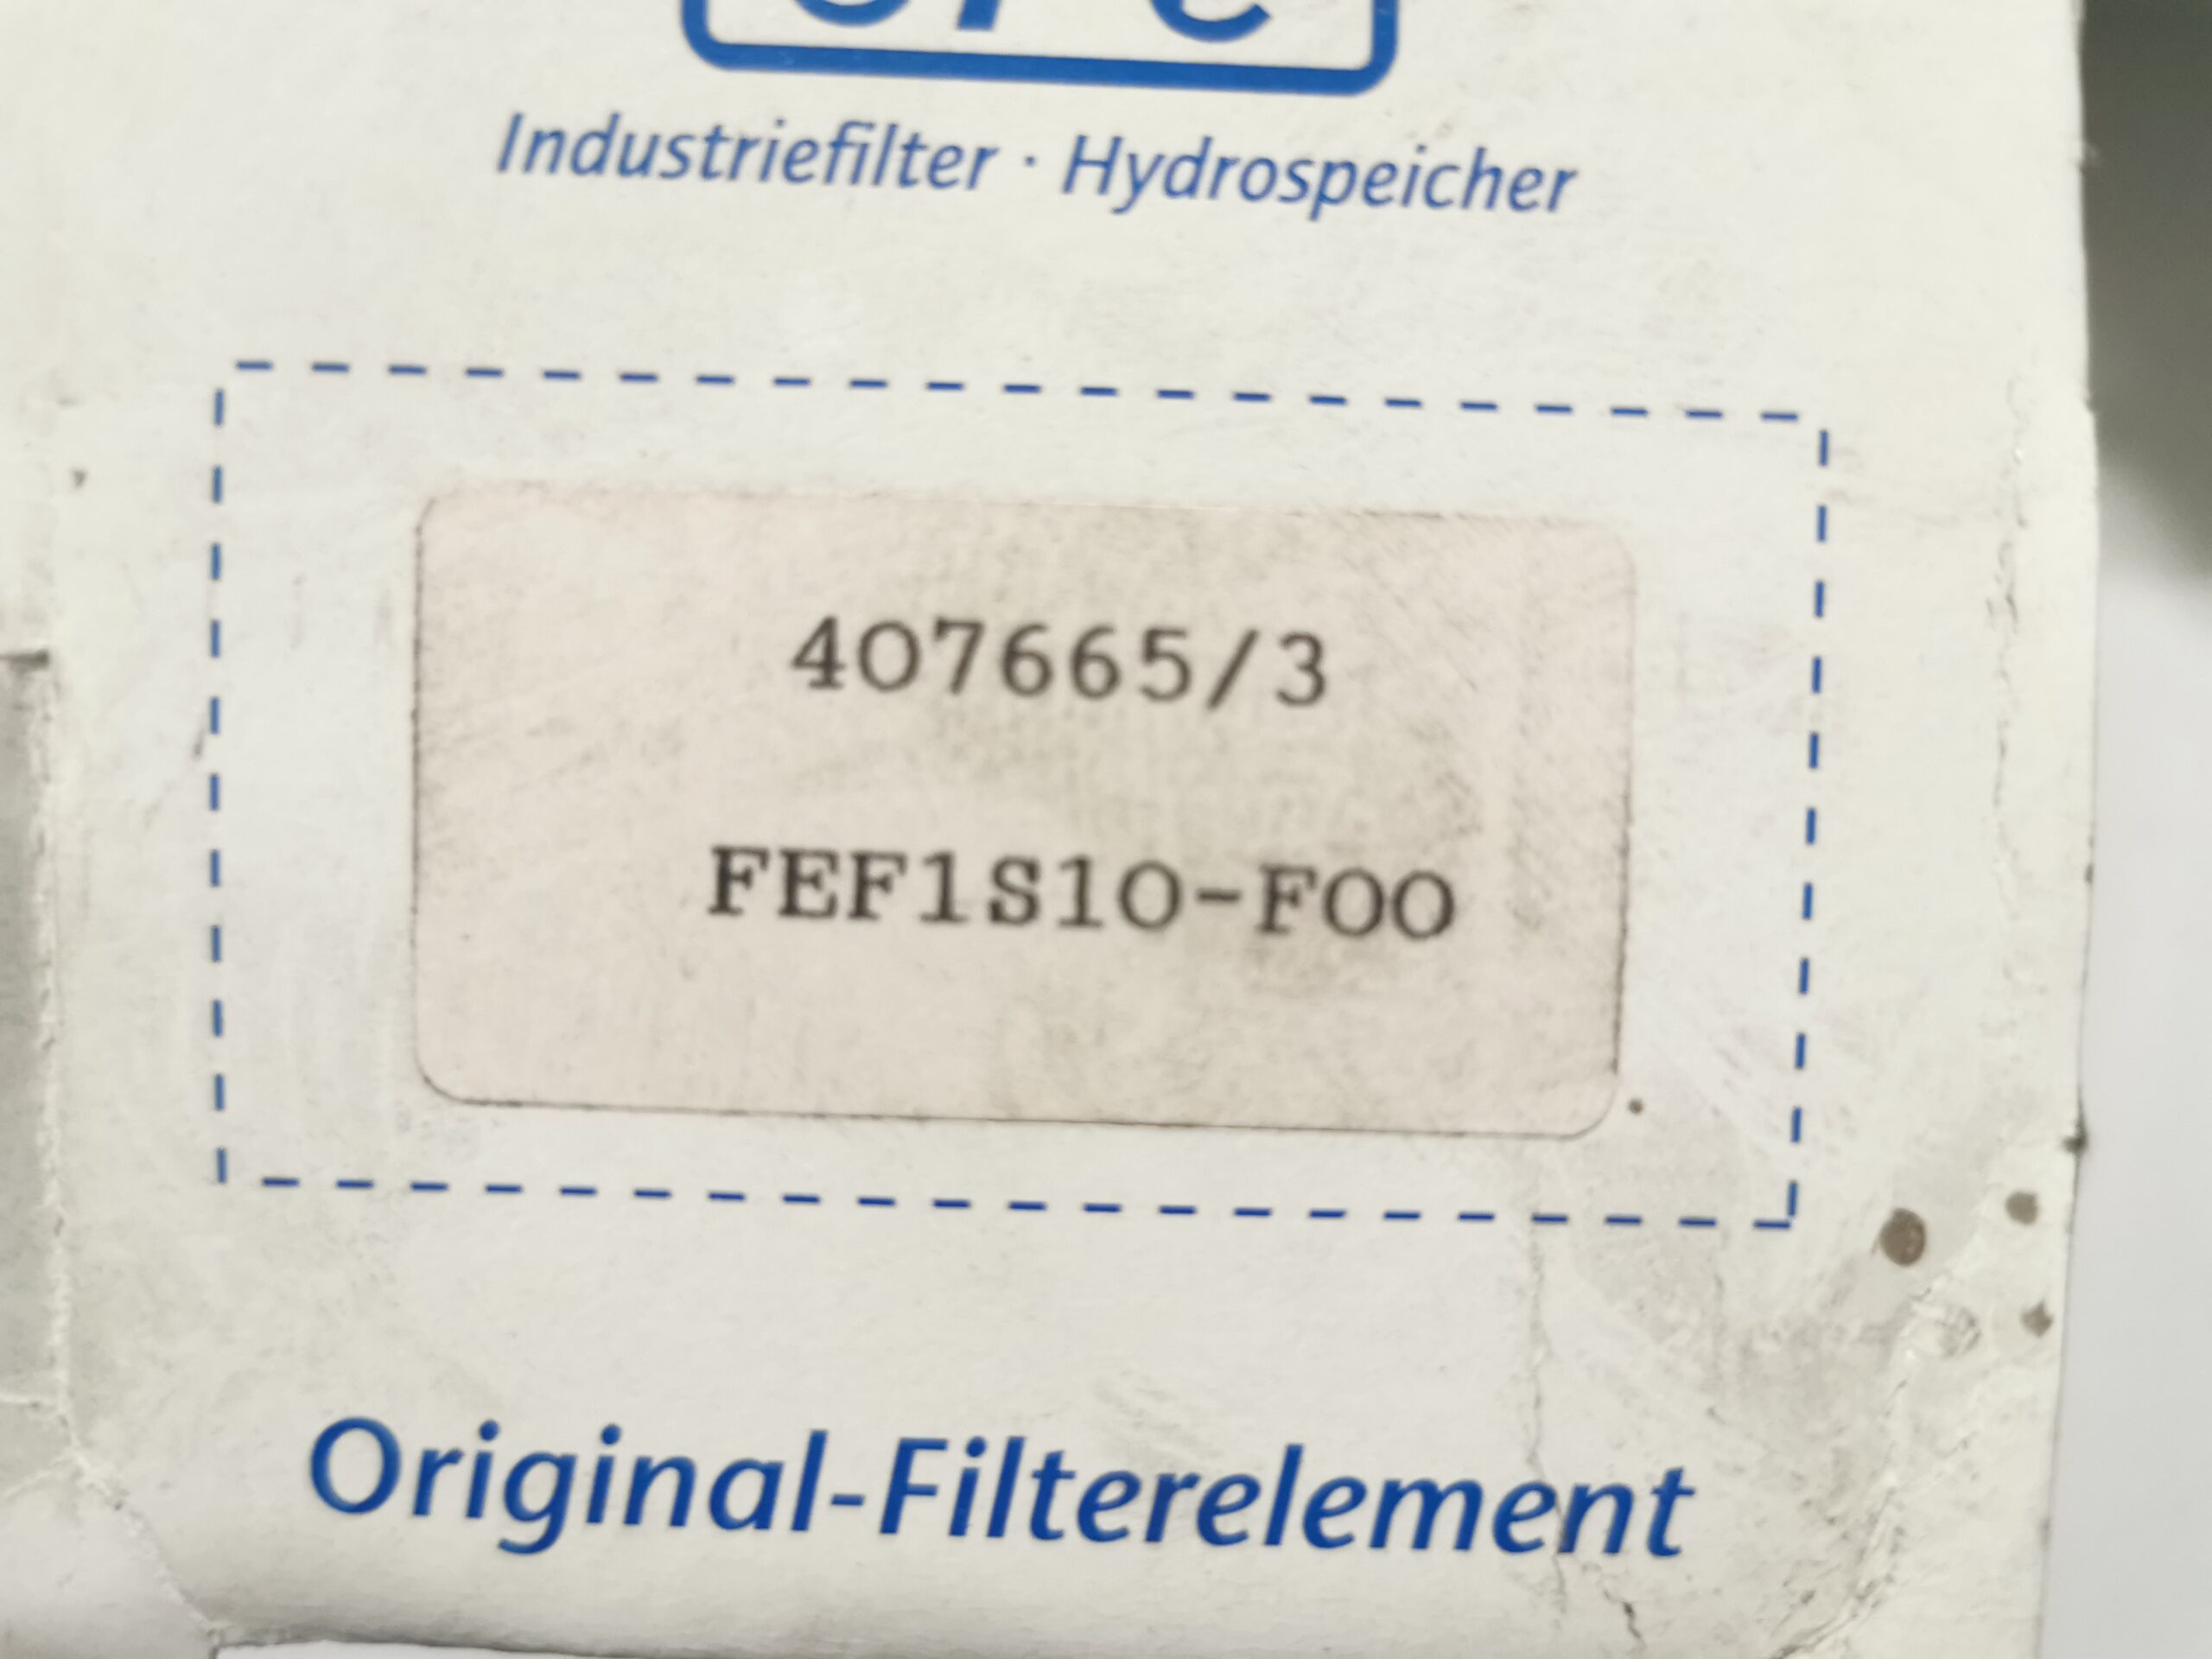 Industriefilter · Hydrospeicher
407665/3
FEF1S10-F00
Original-Filterelement